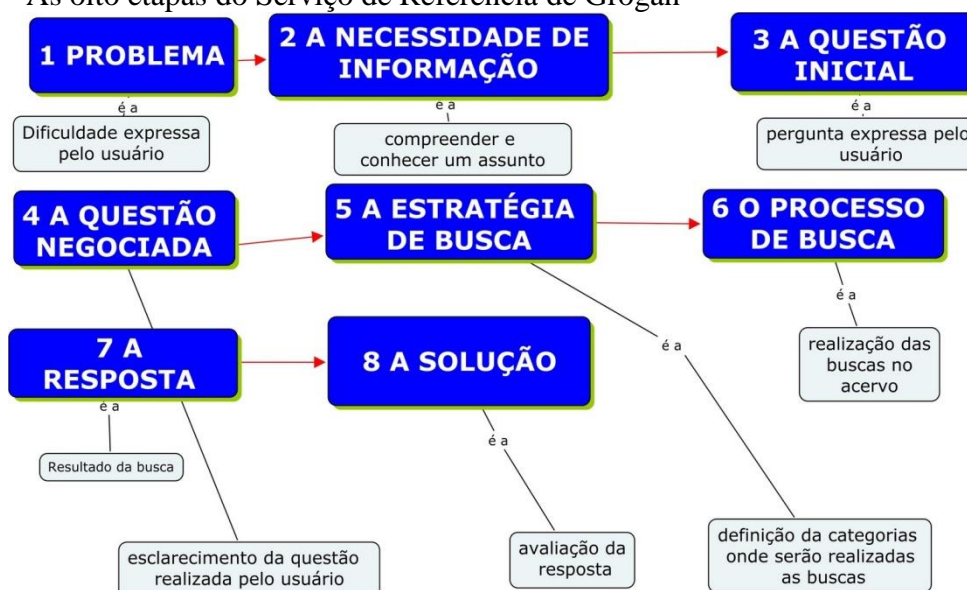 As oito etapas do Serviço de Referência de Grogan
1 PROBLEMA
2 A NECESSIDADE DE
INFORMAÇÃO
3 A QUESTÃO
INICIAL
é a
Dificuldade expressa
pelo usuário
e a
compreender e
conhecer um assunto
é a
pergunta expressa pelo
usuário
4 A QUESTÃO
NEGOCIADA
5 A ESTRATÉGIA
DE BUSCA
6 O PROCESSO
DE BUSCA
é a
realização das
buscas no
acervo
7 A
RESPOSTA
8 A SOLUÇÃO
é a
é a
Resultado da busca
é a
esclarecimento da questão
realizada pelo usuário
avaliação da
resposta
definição da categorias
onde serão realizadas
as buscas